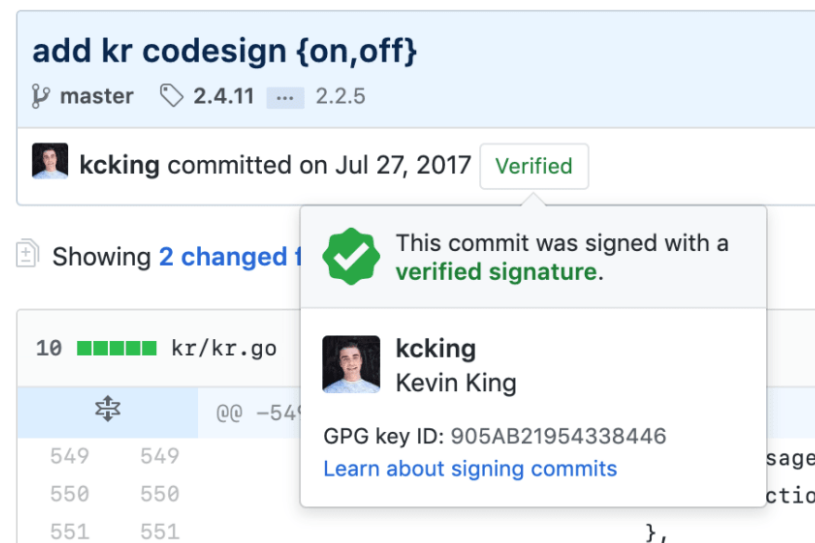 add kr codesign {on,off}
master 2.4.11 ... 2.2.5
kcking committed on Jul 27, 2017 Verified
This commit was signed with a
verified signature.
Showing 2 changed
kcking
Kevin King
GPG key ID: 905AB21954338446
Learn about signing commits
10 kr/kr.go
@@ -549
549 549
550 550
551 551 },